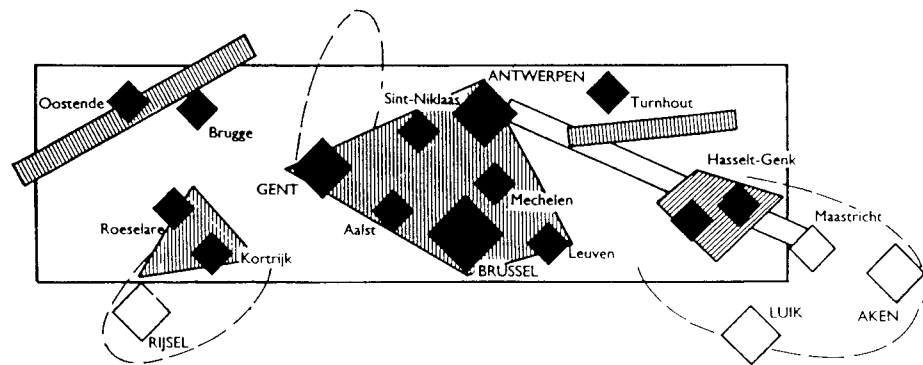 ANTWERPEN
Oostende
Sint-Niklaas
Turnhout
Brugge
Hasselt-Genk
GENT
Mechelen
Roeselare
Aalst
Maastricht
Kortrijk
Leuven
BRUSSEL
LUIK
AKEN
RIJSEL